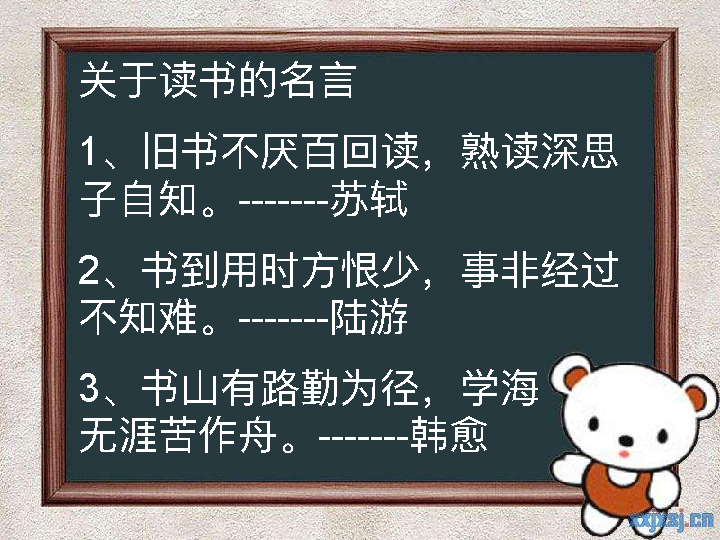 关于读书的名言
1、旧书不厌百回读，熟读深思
子自知。-------苏轼
2、书到用时方恨少，事非经过
不知难。-------陆游
3、书山有路勤为径，学海
无涯苦作舟。-------韩愈
xxjxsj.cn